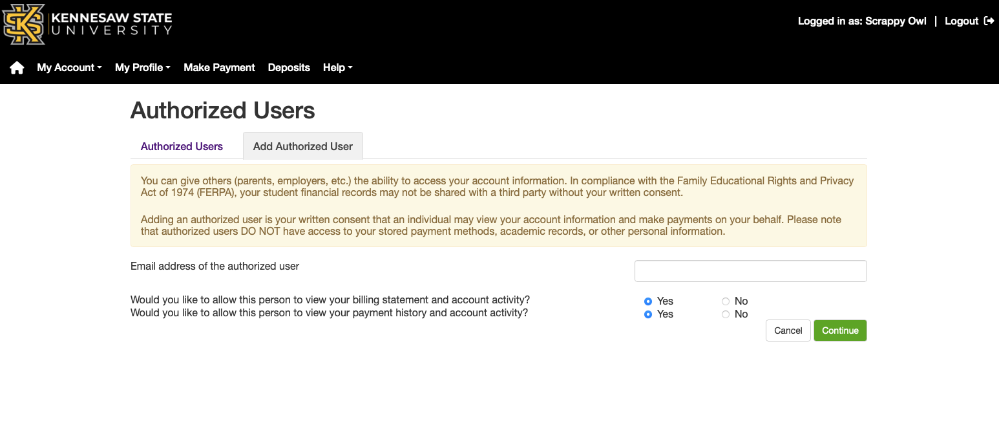 KENNESAW STATE
UNIVERSITY
Logged in as: Scrappy Owl | Logout
My Account My Profile Make Payment Deposits Help
Authorized Users
Authorized Users Add Authorized User
You can give others (parents, employers, etc.) the ability to access your account information. In compliance with the Family Educational Rights and Privacy
Act of 1974 (FERPA), your student financial records may not be shared with a third party without your written consent.
Adding an authorized user is your written consent that an individual may view your account information and make payments on your behalf. Please note
that authorized users DO NOT have access to your stored payment methods, academic records, or other personal information.
Email address of the authorized user
Would you like to allow this person to view your billing statement and account activity? Yes No
Would you like to allow this person to view your payment history and account activity? Yes No
Cancel Continue